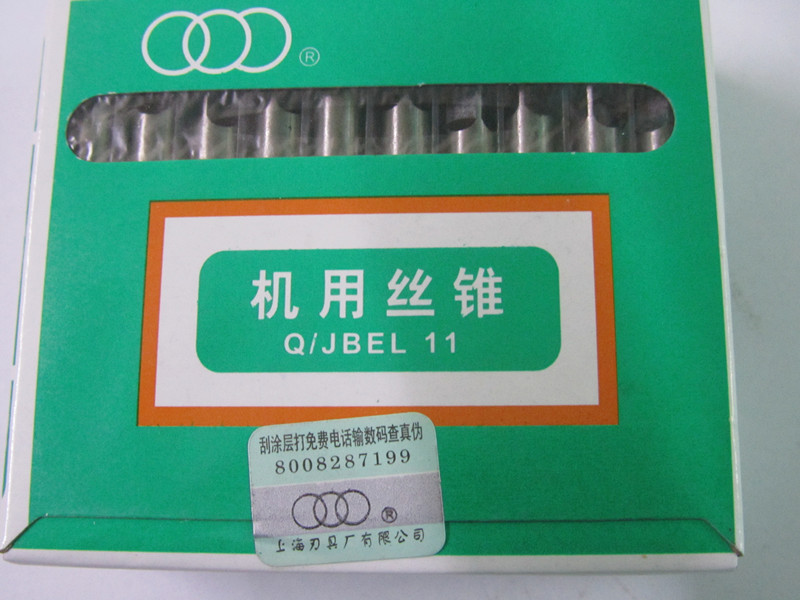 ®
机用丝锥
Q/JBEL 11
刮涂层打免费电话输数码查真伪
8008287199
®
上海刃具厂有限公司